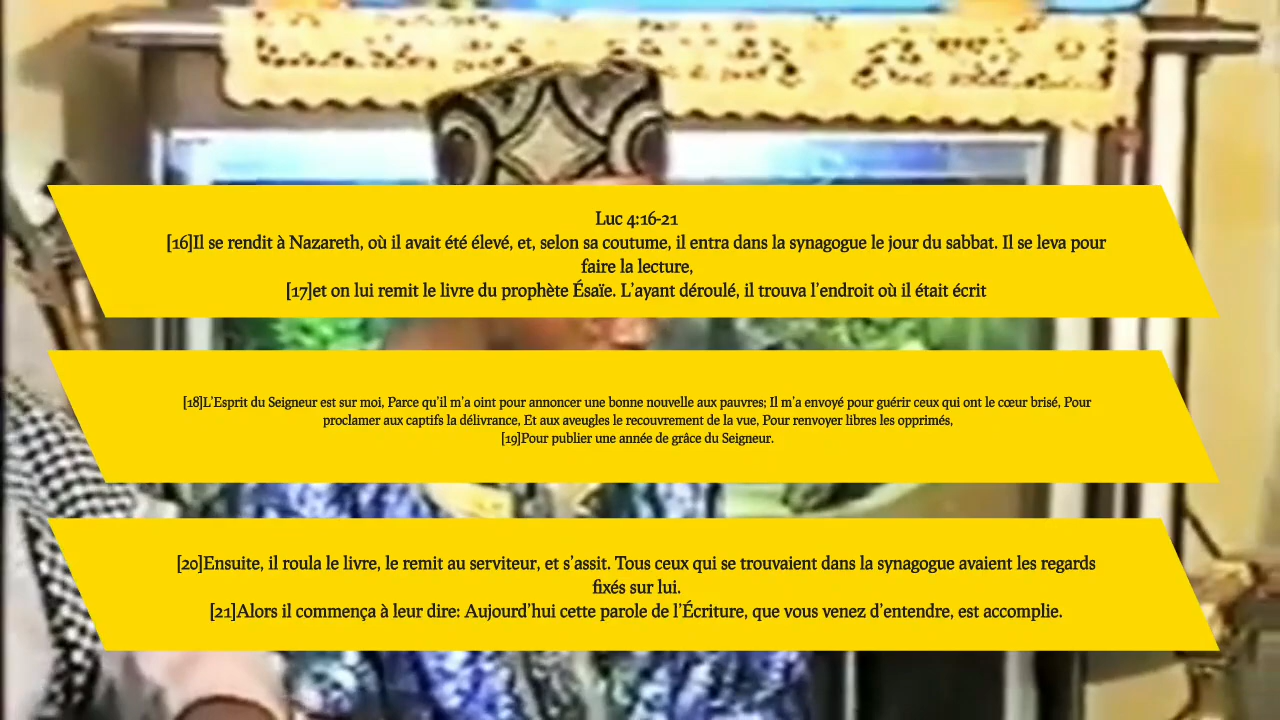 Luc 4:16-21
[16]Il se rendit à Nazareth, où il avait été élevé, et, selon sa coutume, il entra dans la synagogue le jour du sabbat. Il se leva pour
faire la lecture,
[17]et on lui remit le livre du prophète Ésaïe. L'ayant déroulé, il trouva l'endroit où il était écrit
[18]L'Esprit du Seigneur est sur moi, Parce qu'il m'a oint pour annoncer une bonne nouvelle aux pauvres; Il m'a envoyé pour guérir ceux qui ont le cœur brisé, Pour
proclamer aux captifs la délivrance, Et aux aveugles le recouvrement de la vue, Pour renvoyer libres les opprimés,
[19]Pour publier une année de grâce du Seigneur.
[20]Ensuite, il roula le livre, le remit au serviteur, et s'assit. Tous ceux qui se trouvaient dans la synagogue avaient les regards
fixés sur lui.
[21]Alors il commença à leur dire: Aujourd'hui cette parole de l'Écriture, que vous venez d'entendre, est accomplie.